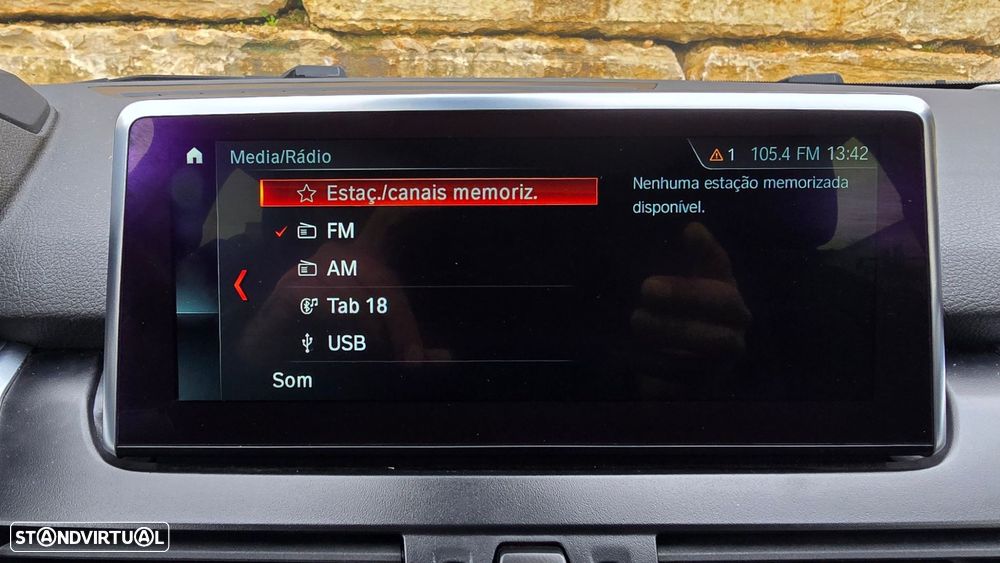 Media/Rádio
1 105.4 FM 13:42
Estaç./canais memoriz.
Nenhuma estação memorizada
disponível.
FM
AM
Tab 18
USB
Som
STANDVIRTUAL